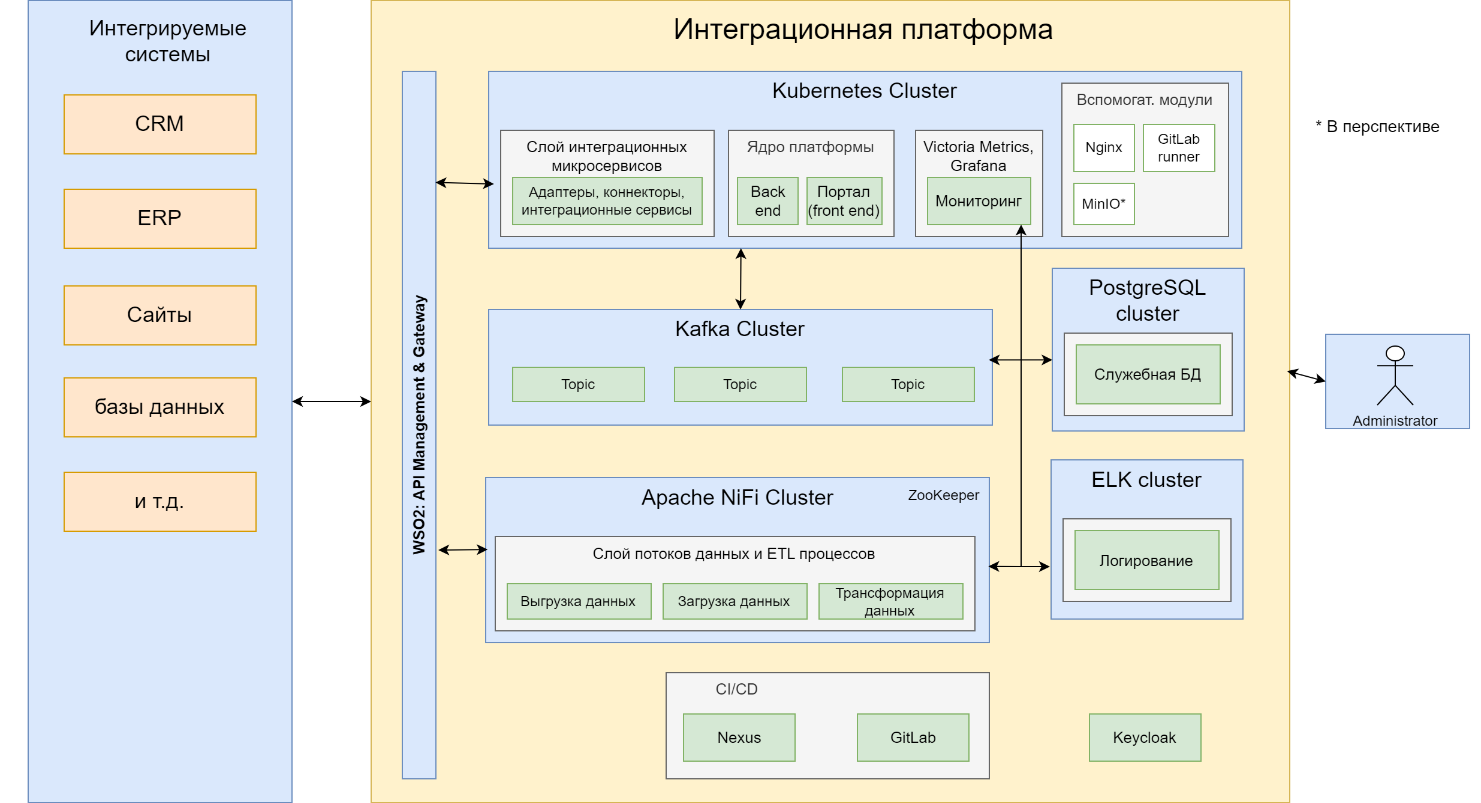 Интегрируемые
системы
CRM
ERP
Сайты
базы данных
и т.д.
Интеграционная платформа
WSO2: API Management & Gateway
Kubernetes Cluster
Слой интеграционных
микросервисов
Адаптеры, коннекторы,
интеграционные сервисы
Ядро платформы
Back
end
Портал
(front end)
Victoria Metrics,
Grafana
Мониторинг
Вспомогат. модули
Nginx
GitLab
runner
MinIO*
Kafka Cluster
Topic
Topic
Topic
PostgreSQL
cluster
Служебная БД
Apache NiFi Cluster
ZooKeeper
Слой потоков данных и ETL процессов
Выгрузка данных
Загрузка данных
Трансформация
данных
ELK cluster
Логирование
CI/CD
Nexus
GitLab
Keycloak
* В перспективе
Administrator